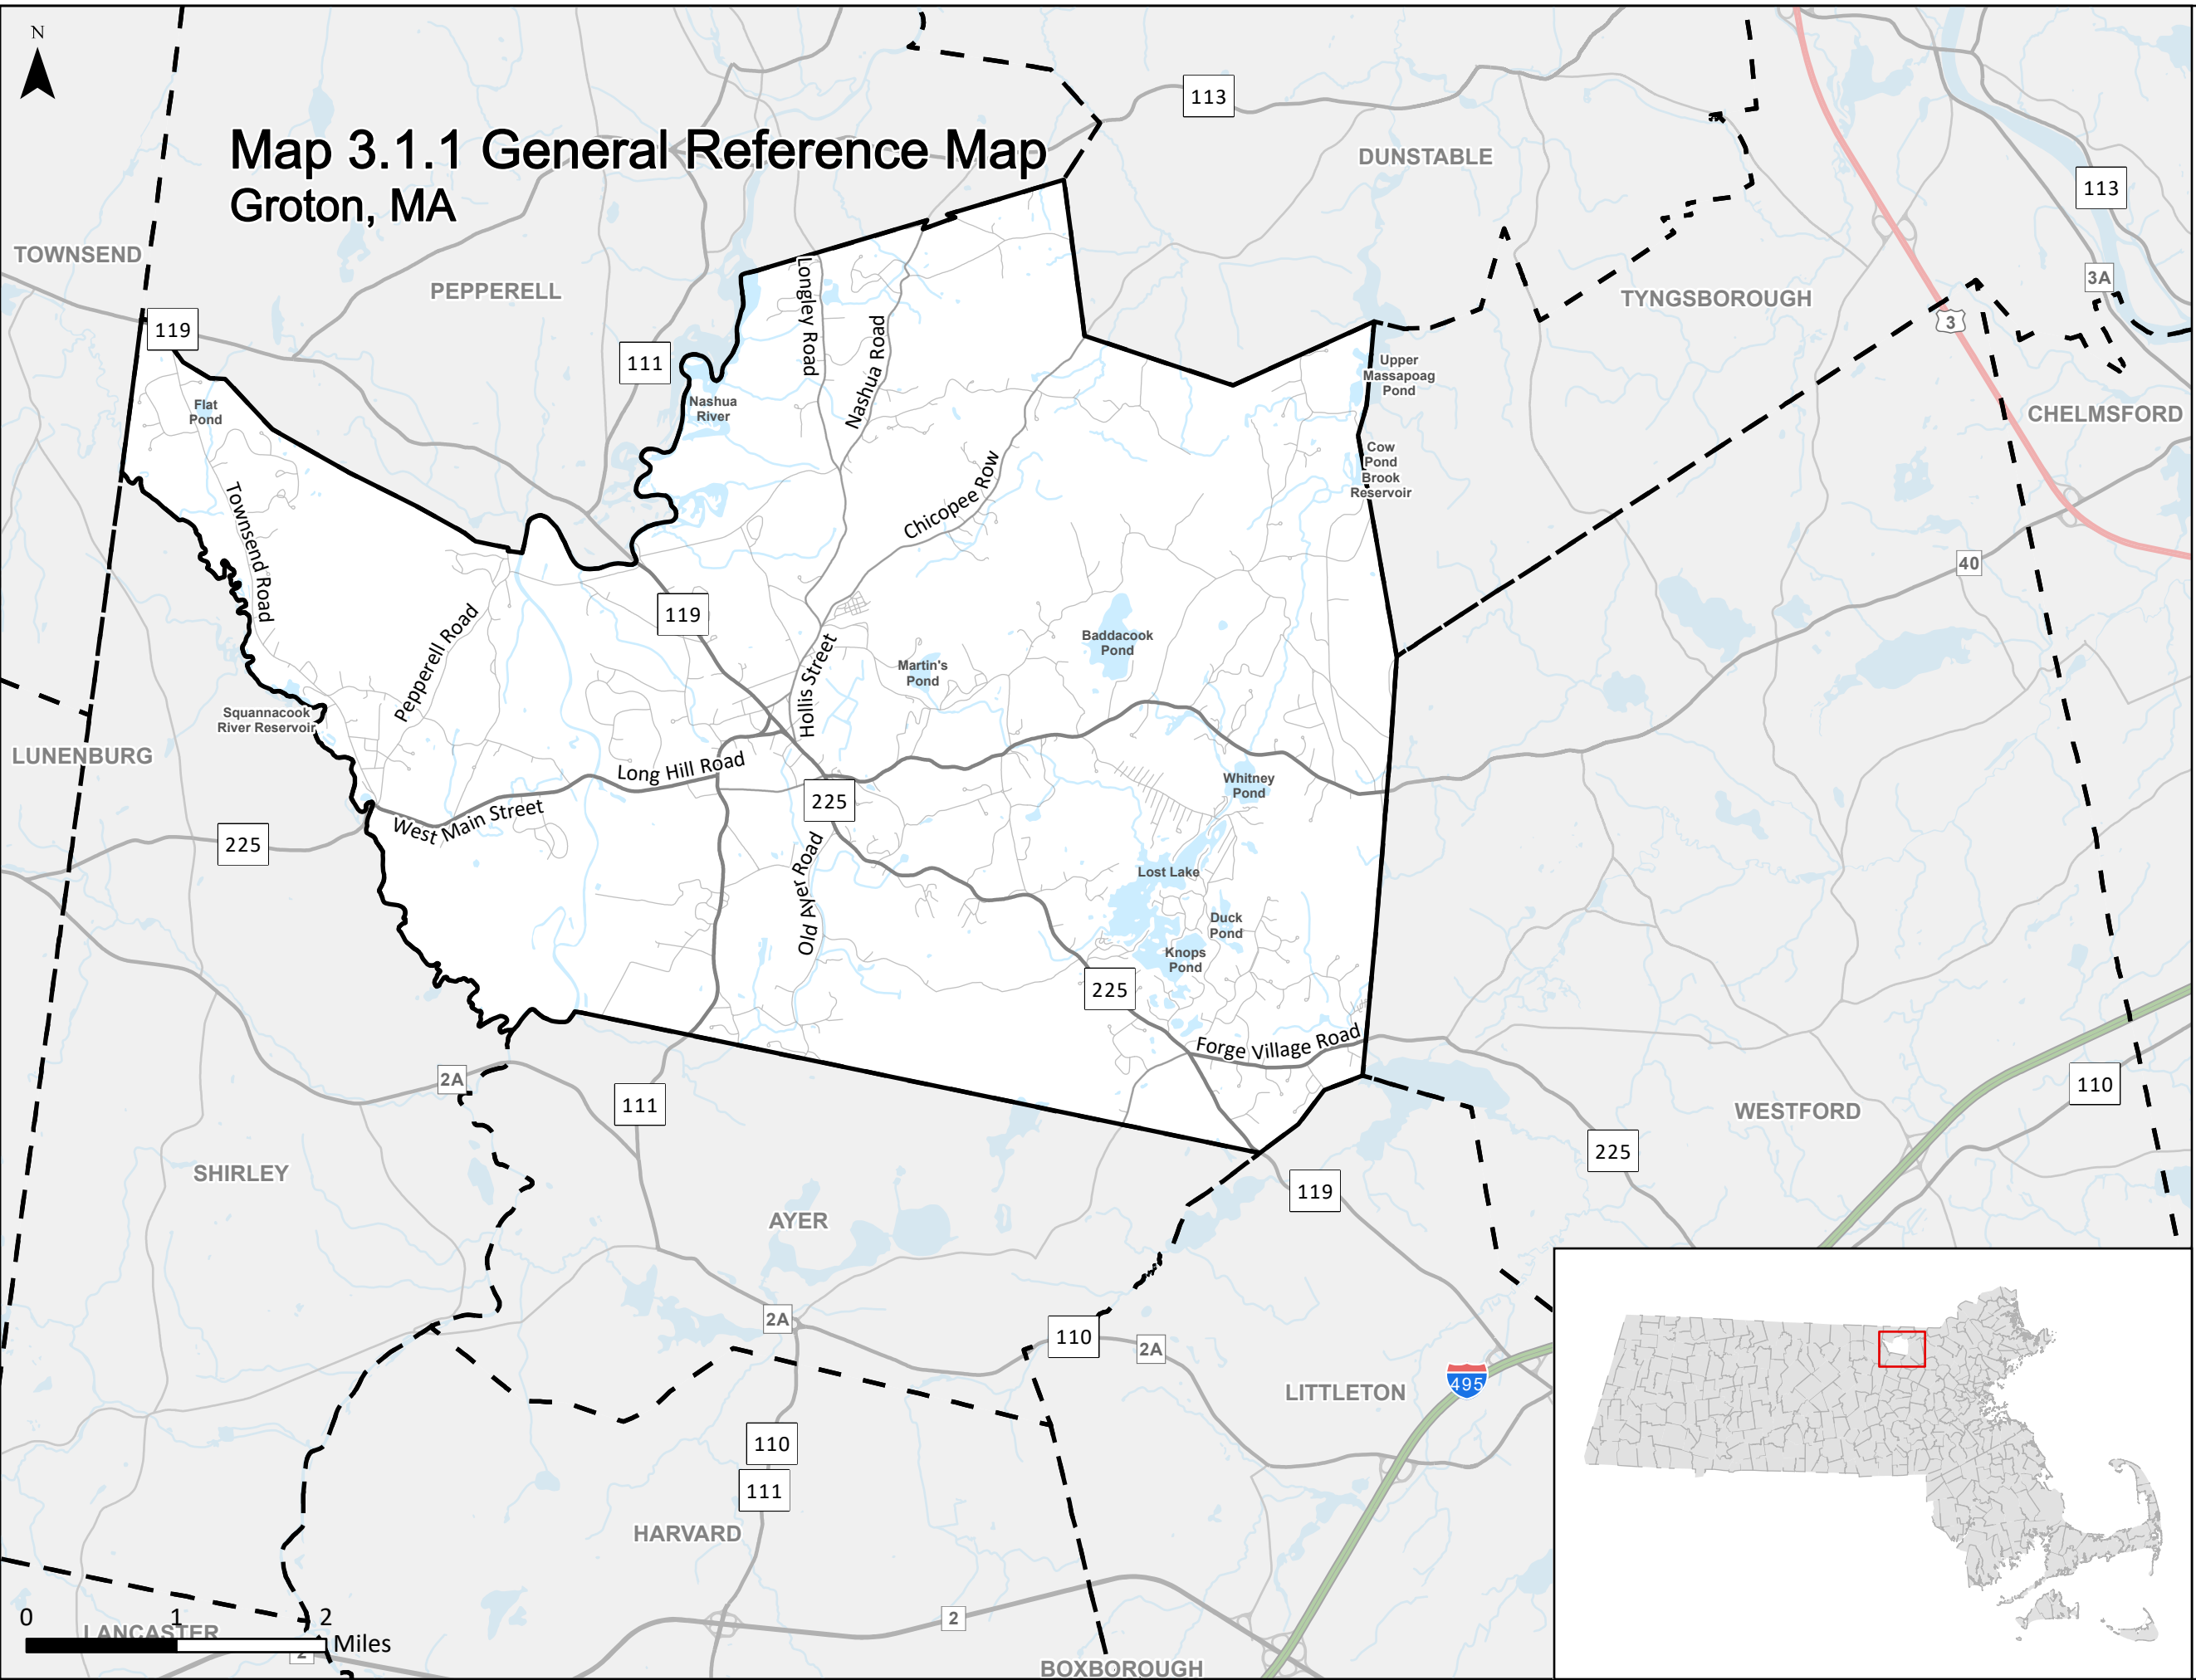 N
113
Map 3.1.1 General Reference Map
Groton, MA
DUNSTABLE
113
TOWNSEND
PEPPERELL
3A
TYNGSBOROUGH
119
111
3
Longley Road
Nashua Road
Upper
Massapoag
Pond
Flat
Pond
Nashua
River
CHELMSFORD
Cow
Pond
Brook
Reservoir
Chicopee Row
Townsend Road
40
119
Pepperell Road
Baddacook
Pond
Martin's
Pond
Hollis Street
Squannacook
River Reservoir
LUNENBURG
Long Hill Road
Whitney
Pond
225
West Main Street
225
Old Ayer Road
Lost Lake
Duck
Pond
Knops
Pond
225
Forge Village Road
2A
111
110
WESTFORD
225
SHIRLEY
119
AYER
2A
110
2A
495
LITTLETON
110
111
HARVARD
0 1 2
Miles
LANCASTER
2
2
BOXBOROUGH